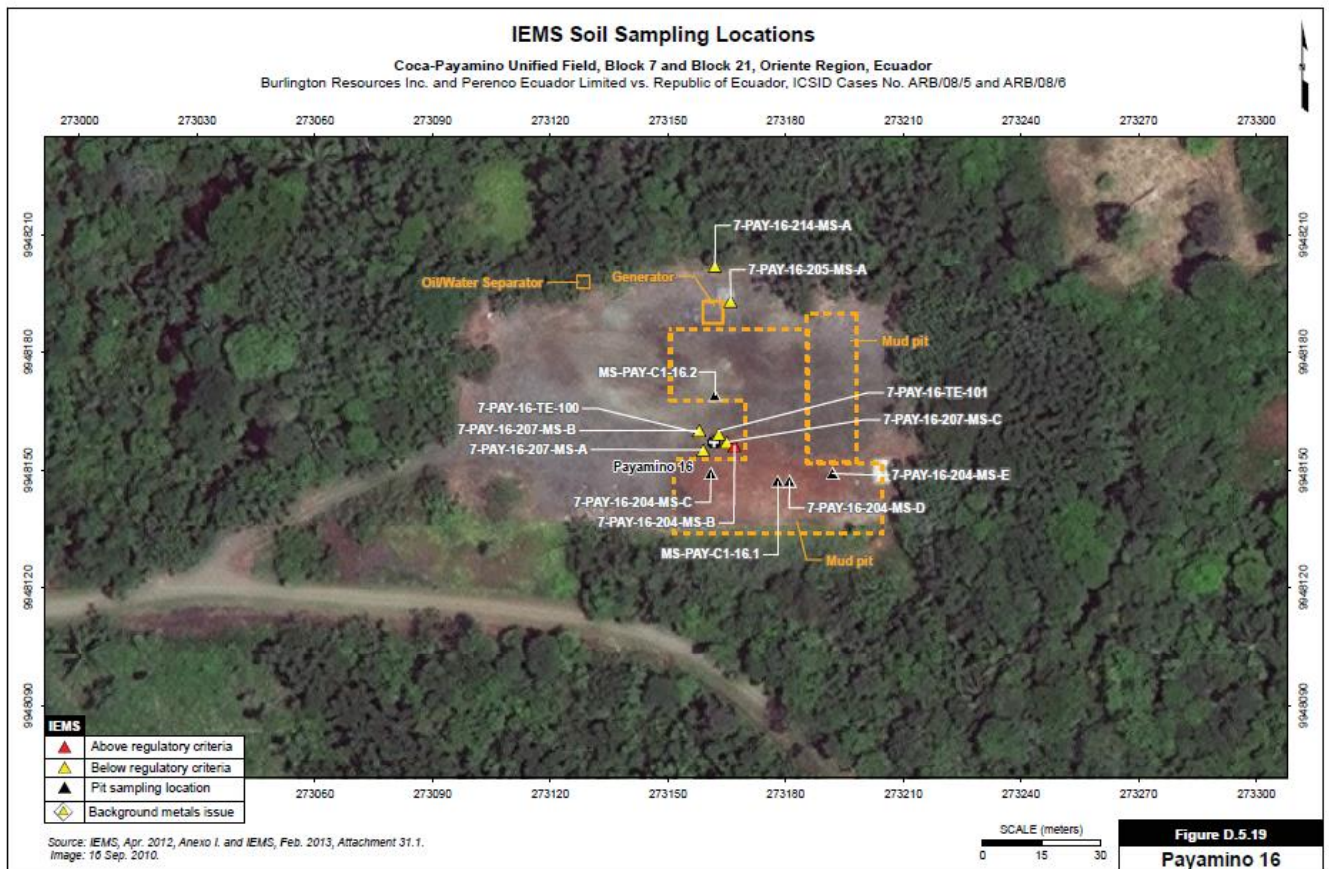 IEMS Soil Sampling Locations
Coca-Payamino Unified Field, Block 7 and Block 21, Oriente Region, Ecuador
Burlington Resources Inc. and Perenco Ecuador Limited vs. Republic of Ecuador, ICSID Cases No. ARB/08/5 and ARB/08/6
N
273000 273030 273060 273090 273120 273150 273180 273210 273240 273270 273300
9948210 9948210
7-PAY-16-214-MS-A
7-PAY-16-205-MS-A
Oil/Water Separator
Generator
9948180 9948180
Mud pit
MS-PAY-C1-16.2
7-PAY-16-TE-101
7-PAY-16-TE-100
7-PAY-16-207-MS-C
7-PAY-16-207-MS-B
7-PAY-16-207-MS-A
Payamino 16
9948150 9948150
7-PAY-16-204-MS-E
7-PAY-16-204-MS-C
7-PAY-16-204-MS-D
7-PAY-16-204-MS-B
MS-PAY-C1-16.1
Mud pit
9948120 9948120
9948090 9948090
IEMS
Above regulatory criteria
Below regulatory criteria
Pit sampling location
Background metals issue
273060 273090 273120 273150 273180 273210 273240 273270 273300
Source: IEMS, Apr. 2012, Anexo I. and IEMS, Feb. 2013, Attachment 31.1.
Image: 16 Sep. 2010.
SCALE (meters)
0 15 30
Figure D.5.19
Payamino 16